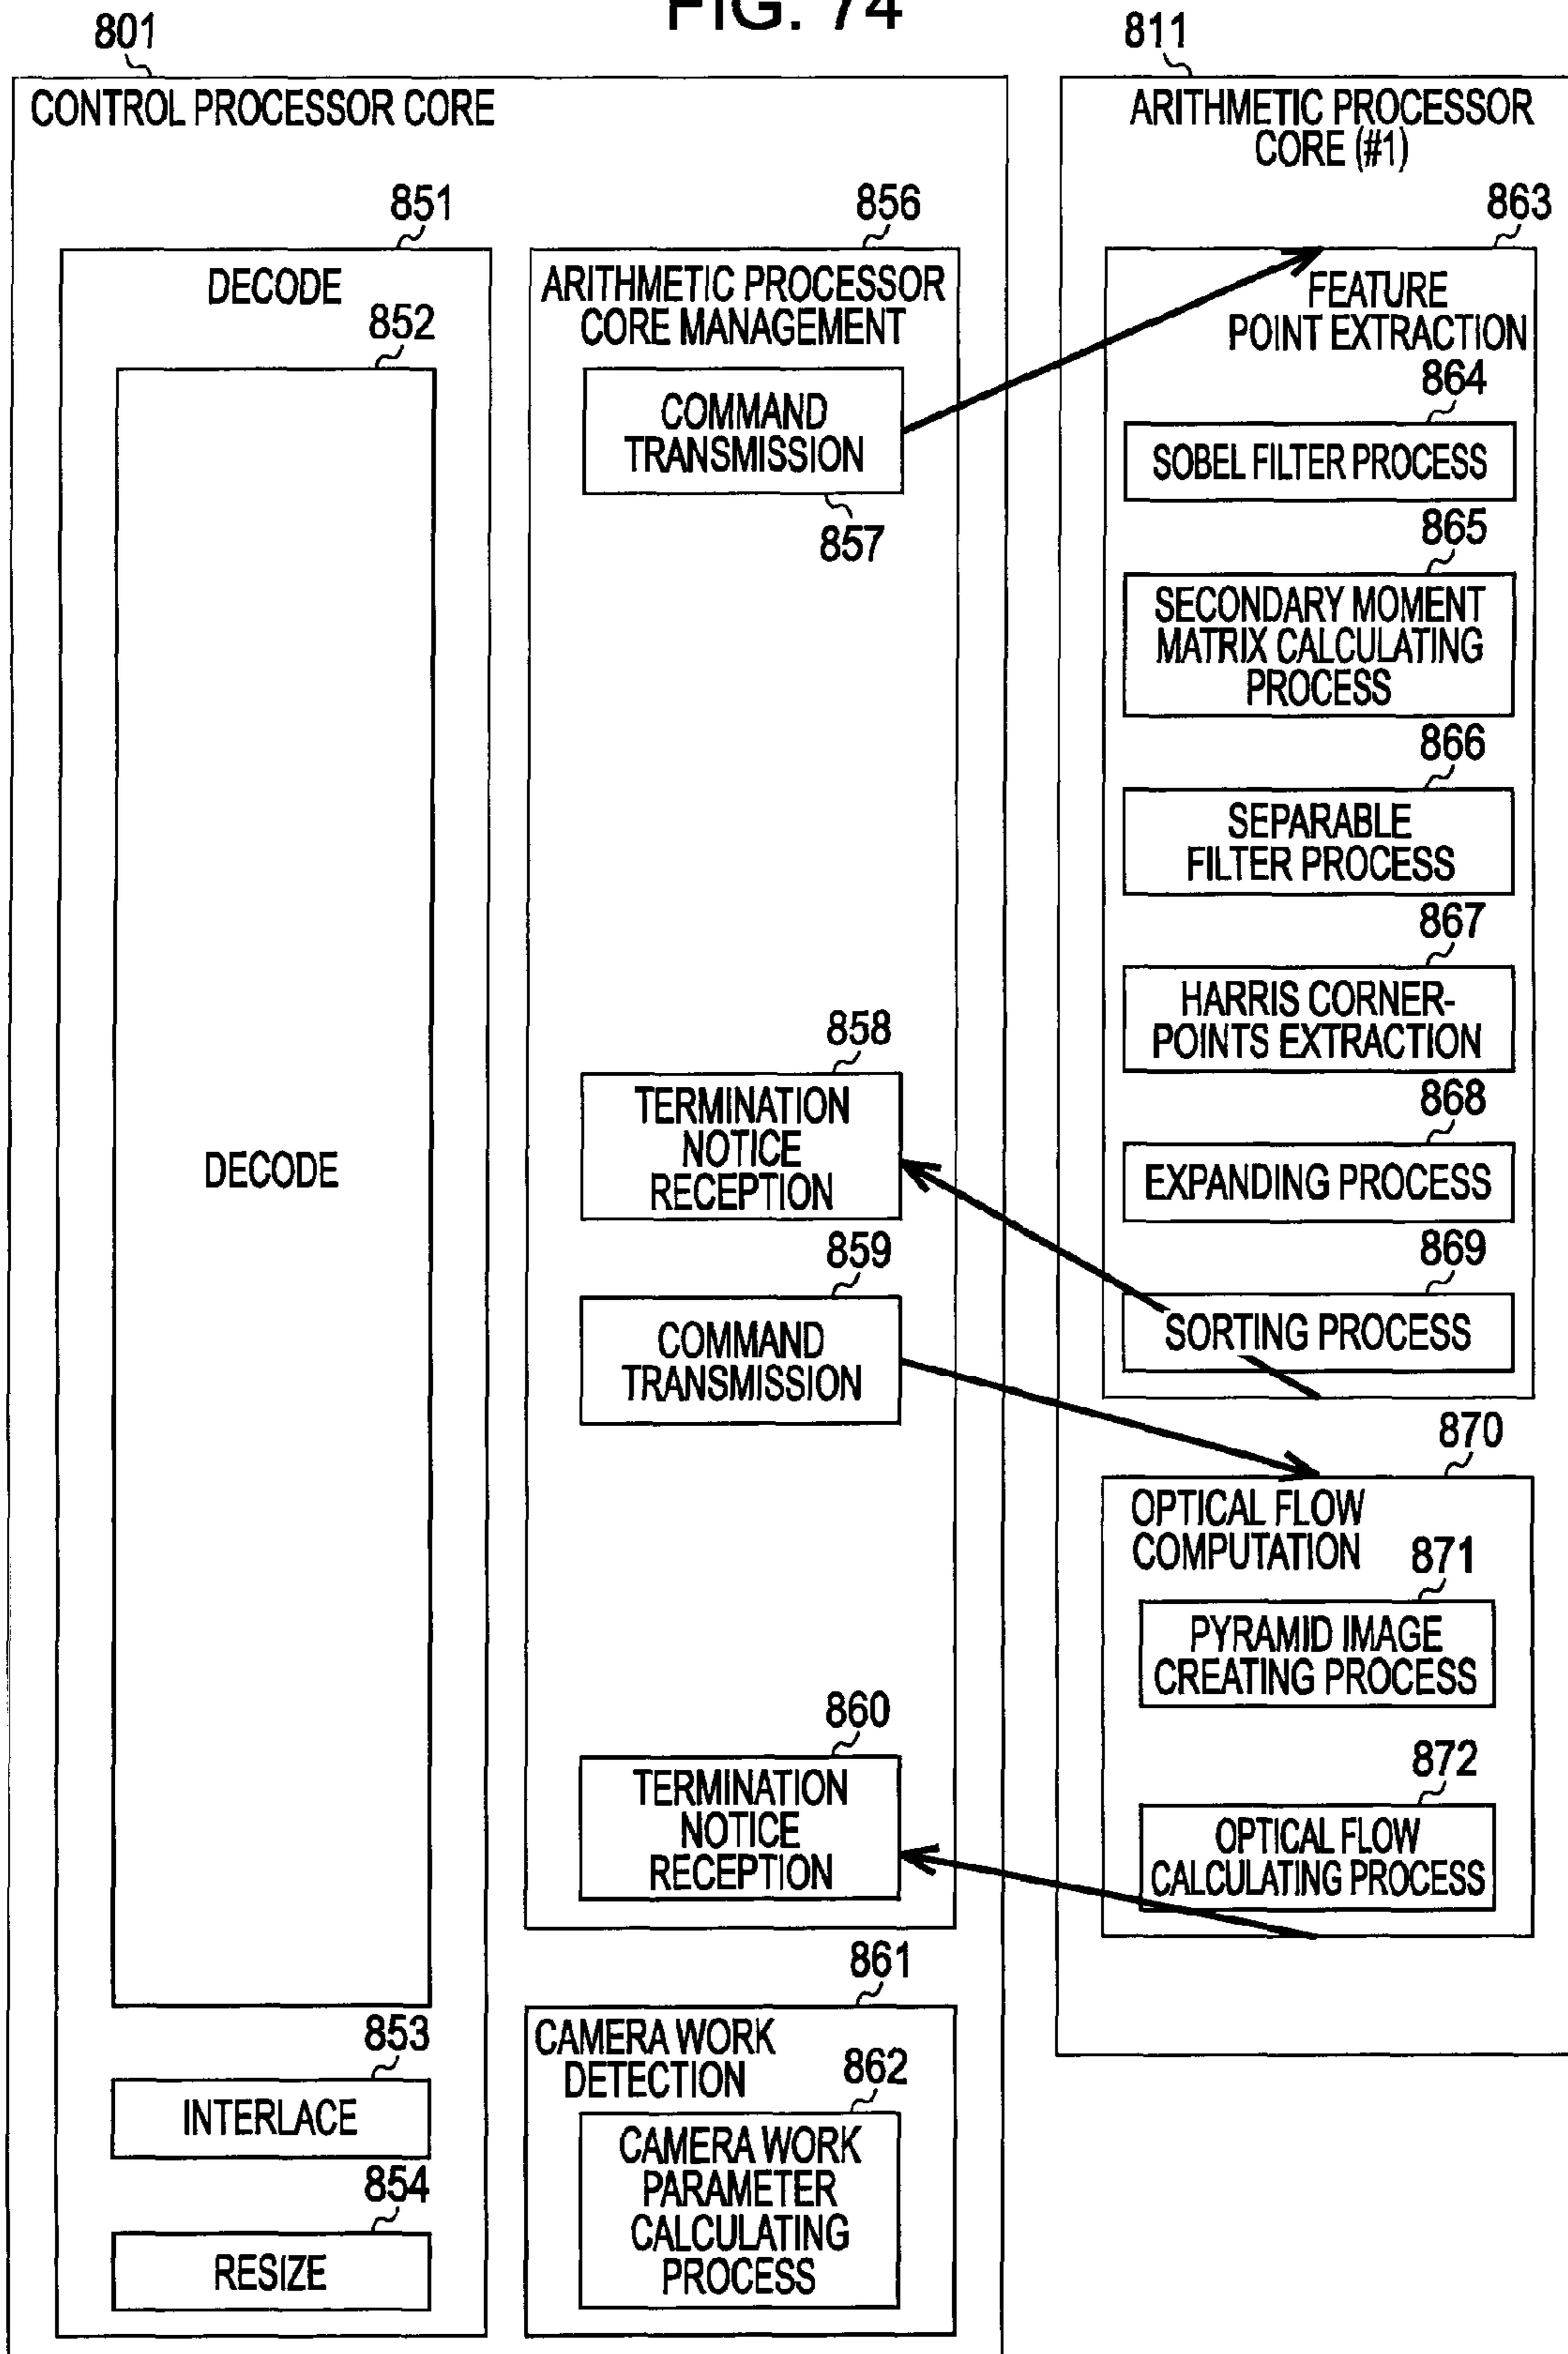 FIG. 74
801
CONTROL PROCESSOR CORE
851
DECODE
852
DECODE
853
INTERLACE
854
RESIZE
856
ARITHMETIC PROCESSOR
CORE MANAGEMENT
COMMAND
TRANSMISSION
857
858
TERMINATION
NOTICE
RECEPTION
859
COMMAND
TRANSMISSION
860
TERMINATION
NOTICE
RECEPTION
861
CAMERA WORK
DETECTION
862
CAMERA WORK
PARAMETER
CALCULATING
PROCESS
811
ARITHMETIC PROCESSOR
CORE (#1)
863
FEATURE
POINT EXTRACTION
864
SOBEL FILTER PROCESS
865
SECONDARY MOMENT
MATRIX CALCULATING
PROCESS
866
SEPARABLE
FILTER PROCESS
867
HARRIS CORNER-
POINTS EXTRACTION
868
EXPANDING PROCESS
869
SORTING PROCESS
870
OPTICAL FLOW
COMPUTATION
871
PYRAMID IMAGE
CREATING PROCESS
872
OPTICAL FLOW
CALCULATING PROCESS